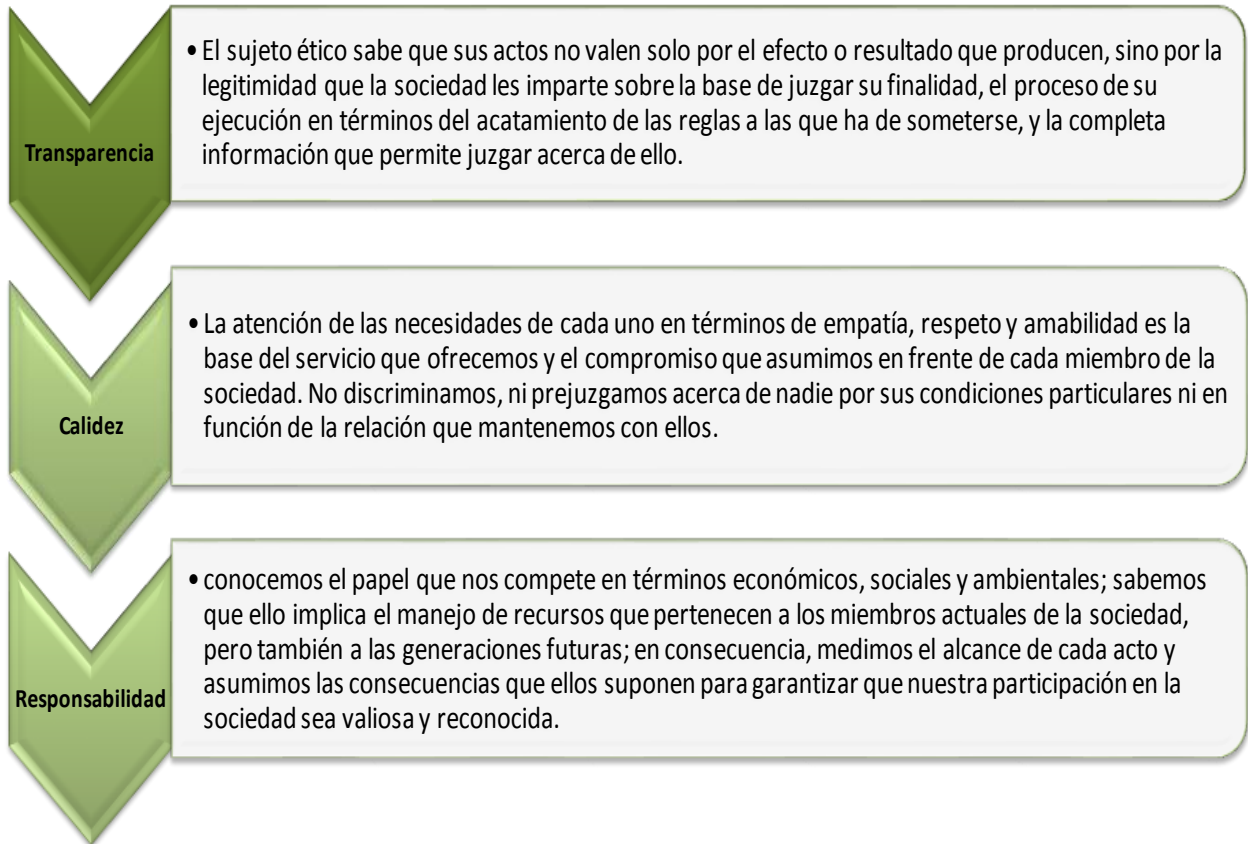 Transparencia
• El sujeto ético sabe que sus actos no valen solo por el efecto o resultado que producen, sino por la
legitimidad que la sociedad les imparte sobre la base de juzgar su finalidad, el proceso de su
ejecución en términos del acatamiento de las reglas a las que ha de someterse, y la completa
información que permite juzgar acerca de ello.
Calidez
• La atención de las necesidades de cada uno en términos de empatía, respeto y amabilidad es la
base del servicio que ofrecemos y el compromiso que asumimos en frente de cada miembro de la
sociedad. No discriminamos, ni prejuzgamos acerca de nadie por sus condiciones particulares ni en
función de la relación que mantenemos con ellos.
Responsabilidad
• conocemos el papel que nos compete en términos económicos, sociales y ambientales; sabemos
que ello implica el manejo de recursos que pertenecen a los miembros actuales de la sociedad,
pero también a las generaciones futuras; en consecuencia, medimos el alcance de cada acto y
asumimos las consecuencias que ellos suponen para garantizar que nuestra participación en la
sociedad sea valiosa y reconocida.